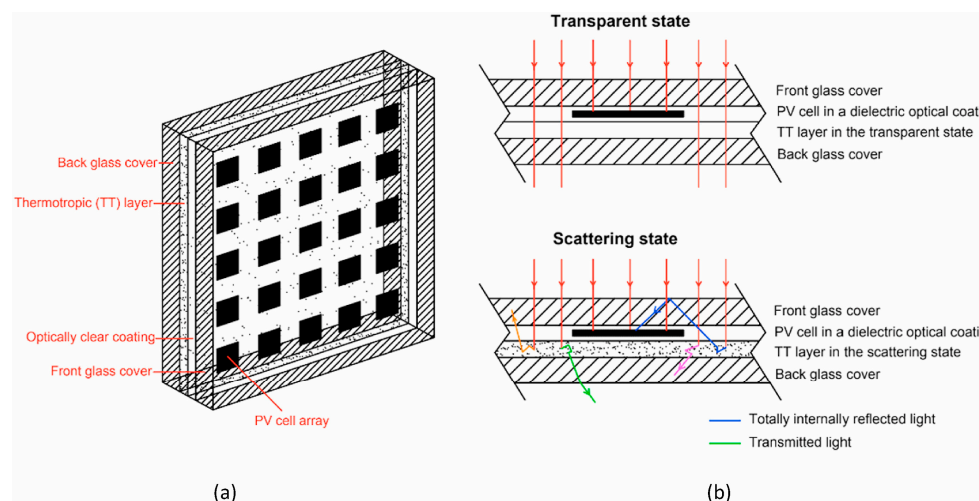 Back glass cover
Thermotropic (TT) layer
Optically clear coating
Front glass cover
PV cell array
(a)
Transparent state
Front glass cover
PV cell in a dielectric optical coati
TT layer in the transparent state
Back glass cover
Scattering state
Front glass cover
PV cell in a dielectric optical coati
TT layer in the scattering state
Back glass cover
Totally internally reflected light
Transmitted light
(b)